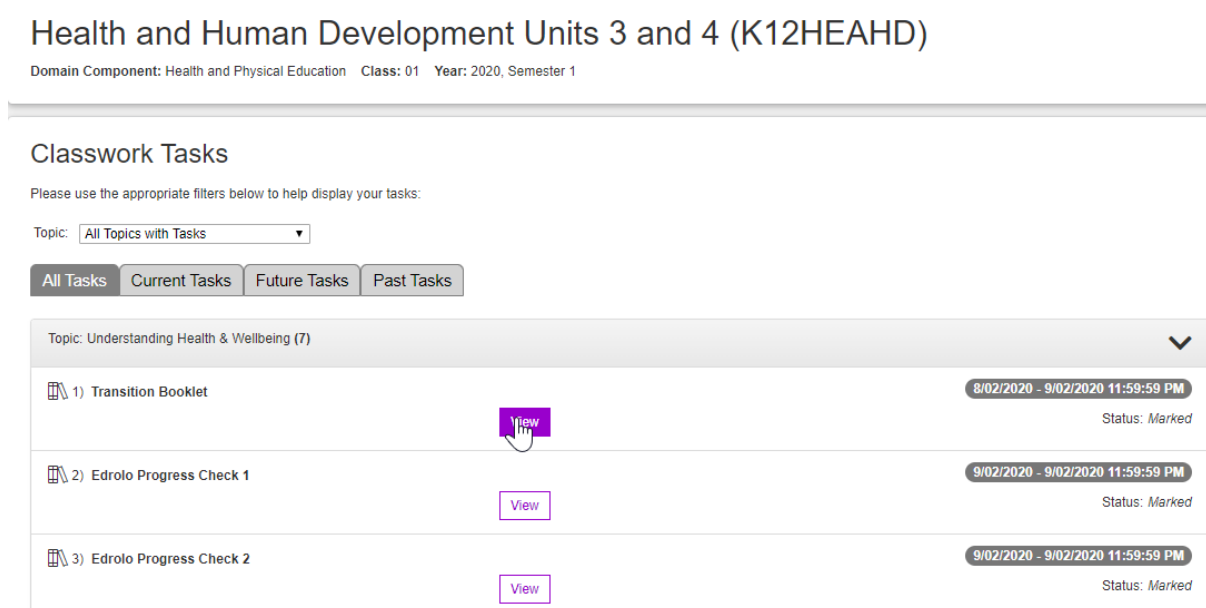 Health and Human Development Units 3 and 4 (K12HEAHD)
Domain Component: Health and Physical Education Class: 01 Year: 2020, Semester 1
Classwork Tasks
Please use the appropriate filters below to help display your tasks:
Topic: All Topics with Tasks
All Tasks Current Tasks Future Tasks Past Tasks
Topic: Understanding Health & Wellbeing (7)
1) Transition Booklet 8/02/2020 - 9/02/2020 11:59:59 PM
View Status: Marked
2) Edrolo Progress Check 1 9/02/2020 - 9/02/2020 11:59:59 PM
View Status: Marked
3) Edrolo Progress Check 2 9/02/2020 - 9/02/2020 11:59:59 PM
View Status: Marked